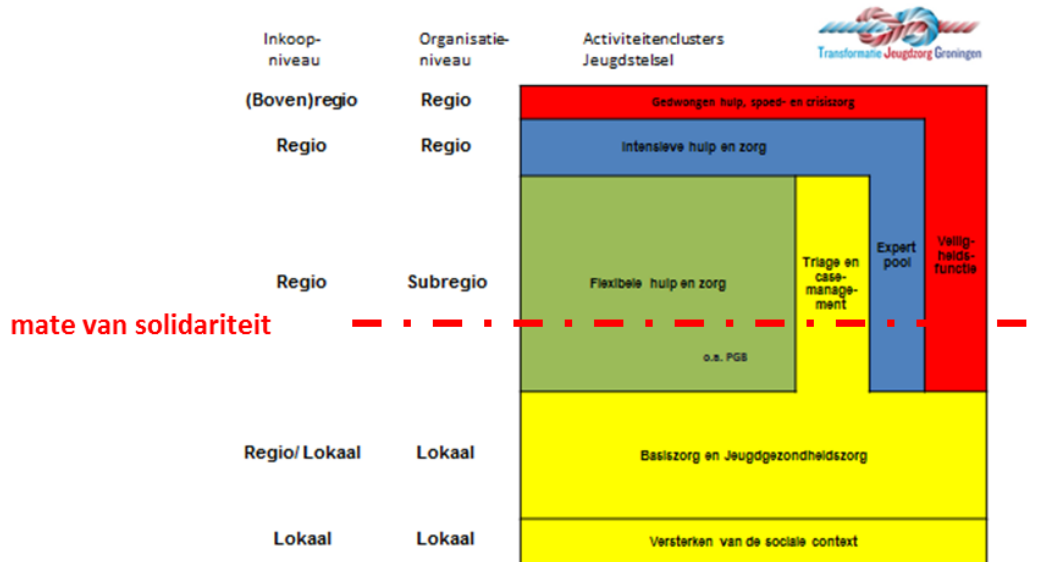 Inkoop-
niveau
Organisatie-
niveau
Activiteitenclusters
Jeugdstelsel
Transformatie Jeugdzorg Groningen
(Boven)regio
Regio
Gedwongen hulp, spoed- en crisiszorg
Regio
Regio
Intensieve hulp en zorg
Regio
Subregio
Flexibele hulp en zorg
Triage en
case-
manage-
ment
Expert
pool
Veilig-
heids-
functie
mate van solidariteit
o.a. PGB
Regio/ Lokaal
Lokaal
Basiszorg en Jeugdgezondheidszorg
Lokaal
Lokaal
Versterken van de sociale context